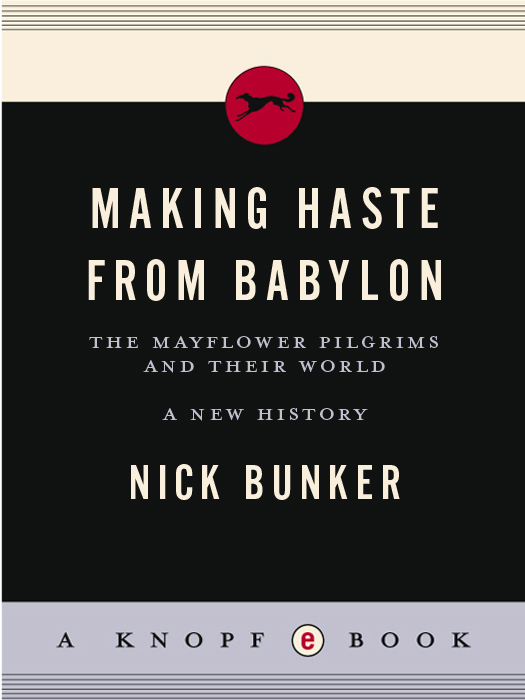 MAKING HASTE
FROM BABYLON
THE MAYFLOWER PILGRIMS
AND THEIR WORLD
A NEW HISTORY
NICK BUNKER
A KNOPF e BOOK